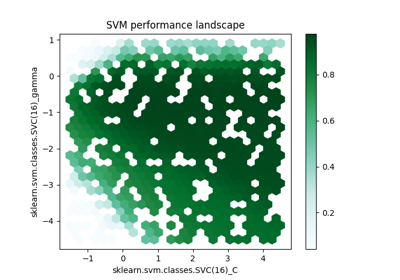 SVM performance landscape
1
0
−1
−2
−3
−4
sklearn.svm.classes.SVC(16)_gamma
−1 0 1 2 3 4
sklearn.svm.classes.SVC(16)_C
0.8
0.6
0.4
0.2